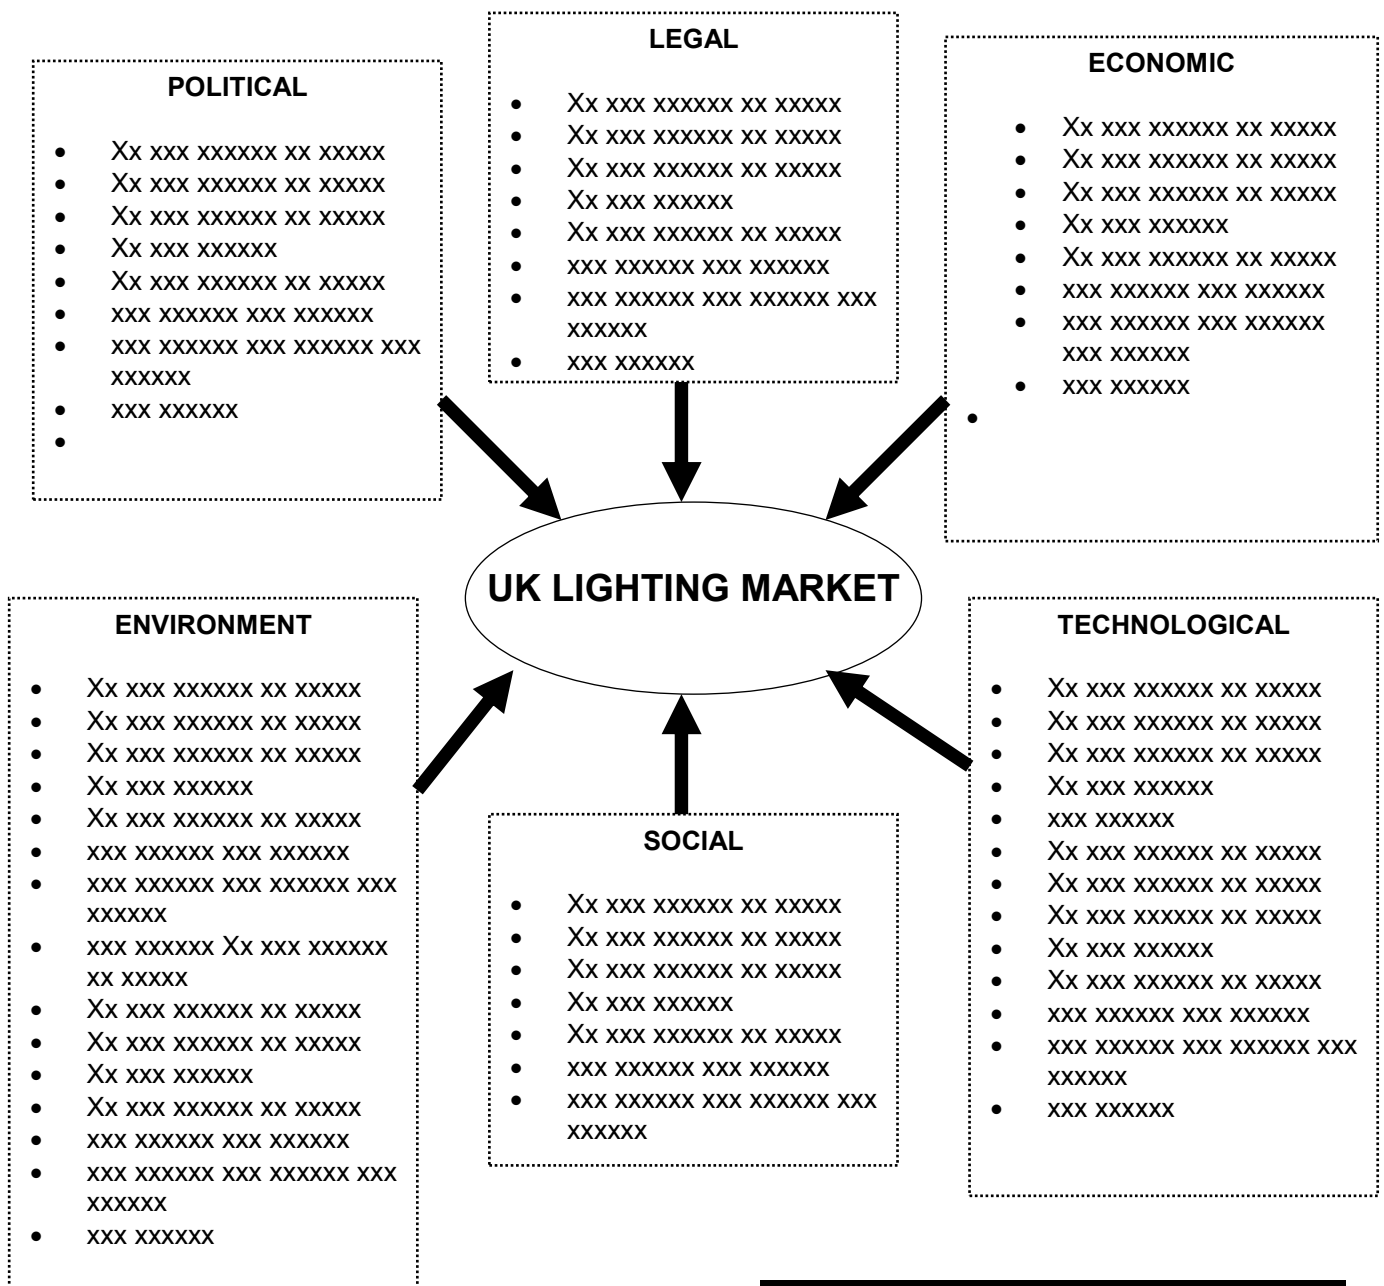 LEGAL
• Xx xxx xxxxxx xx xxxxx
• Xx xxx xxxxxx xx xxxxx
• Xx xxx xxxxxx xx xxxxx
• Xx xxx xxxxxx
• Xx xxx xxxxxx xx xxxxx
• xxx xxxxxx xxx xxxxxx
• xxx xxxxxx xxx xxxxxx xxx
xxxxxx
• xxx xxxxxx
POLITICAL
• Xx xxx xxxxxx xx xxxxx
• Xx xxx xxxxxx xx xxxxx
• Xx xxx xxxxxx xx xxxxx
• Xx xxx xxxxxx
• Xx xxx xxxxxx xx xxxxx
• xxx xxxxxx xxx xxxxxx
• xxx xxxxxx xxx xxxxxx xxx
xxxxxx
• xxx xxxxxx
•
ECONOMIC
• Xx xxx xxxxxx xx xxxxx
• Xx xxx xxxxxx xx xxxxx
• Xx xxx xxxxxx xx xxxxx
• Xx xxx xxxxxx
• Xx xxx xxxxxx xx xxxxx
• xxx xxxxxx xxx xxxxxx
• xxx xxxxxx xxx xxxxxx
xxx xxxxxx
• xxx xxxxxx
•
UK LIGHTING MARKET
ENVIRONMENT
• Xx xxx xxxxxx xx xxxxx
• Xx xxx xxxxxx xx xxxxx
• Xx xxx xxxxxx xx xxxxx
• Xx xxx xxxxxx
• Xx xxx xxxxxx xx xxxxx
• xxx xxxxxx xxx xxxxxx
• xxx xxxxxx xxx xxxxxx xxx
xxxxxx
• xxx xxxxxx Xx xxx xxxxxx
xx xxxxx
• Xx xxx xxxxxx xx xxxxx
• Xx xxx xxxxxx xx xxxxx
• Xx xxx xxxxxx
• Xx xxx xxxxxx xx xxxxx
• xxx xxxxxx xxx xxxxxx
• xxx xxxxxx xxx xxxxxx xxx
xxxxxx
• xxx xxxxxx
SOCIAL
• Xx xxx xxxxxx xx xxxxx
• Xx xxx xxxxxx xx xxxxx
• Xx xxx xxxxxx xx xxxxx
• Xx xxx xxxxxx
• Xx xxx xxxxxx xx xxxxx
• xxx xxxxxx xxx xxxxxx
• xxx xxxxxx xxx xxxxxx xxx
xxxxxx
TECHNOLOGICAL
• Xx xxx xxxxxx xx xxxxx
• Xx xxx xxxxxx xx xxxxx
• Xx xxx xxxxxx xx xxxxx
• Xx xxx xxxxxx
• xxx xxxxxx
• Xx xxx xxxxxx xx xxxxx
• Xx xxx xxxxxx xx xxxxx
• Xx xxx xxxxxx xx xxxxx
• Xx xxx xxxxxx
• Xx xxx xxxxxx xx xxxxx
• xxx xxxxxx xxx xxxxxx
• xxx xxxxxx xxx xxxxxx xxx
xxxxxx
• xxx xxxxxx